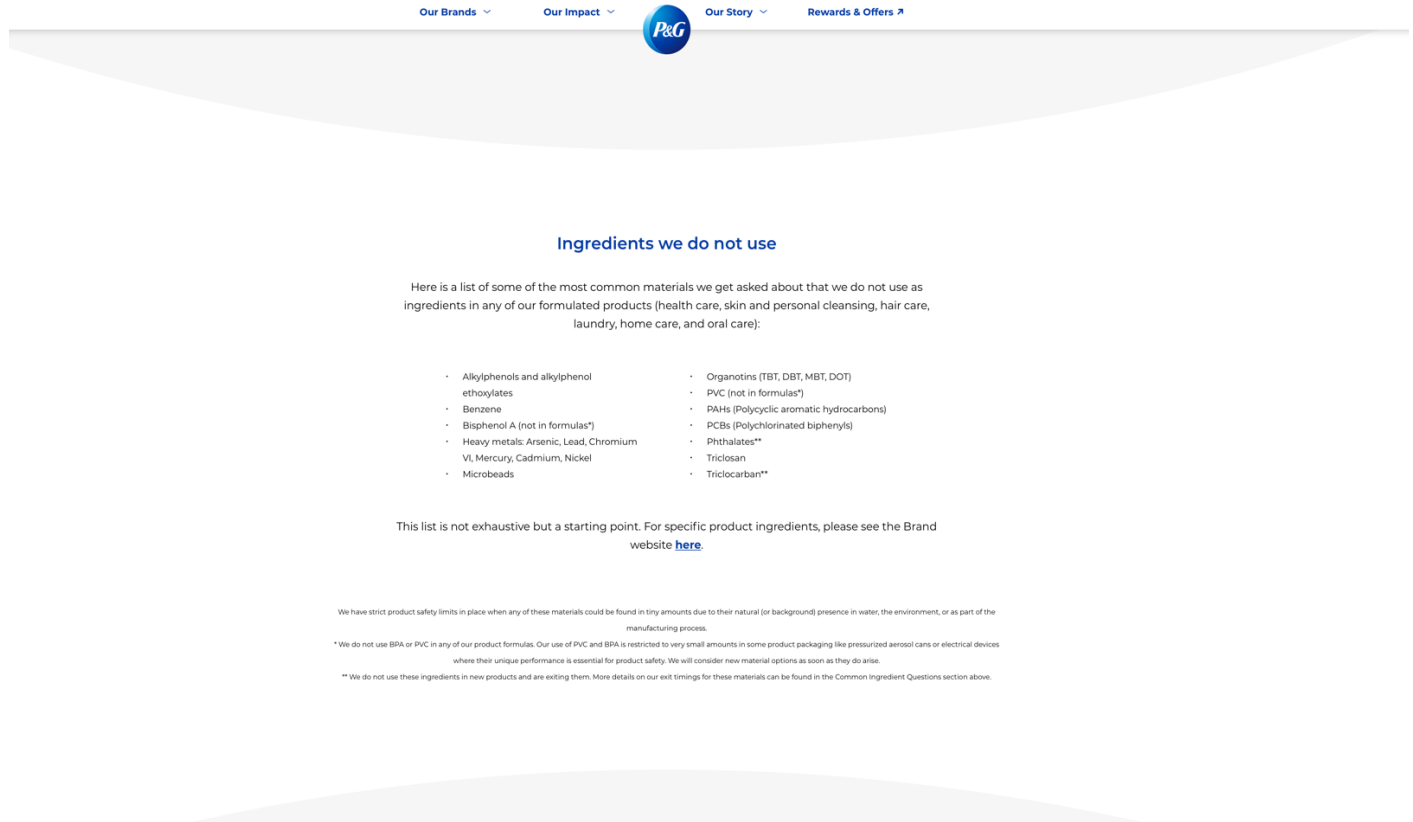 Our Brands
Our Impact
P&G
Our Story
Rewards & Offers
Ingredients we do not use
Here is a list of some of the most common materials we get asked about that we do not use as
ingredients in any of our formulated products (health care, skin and personal cleansing, hair care,
laundry, home care, and oral care):
· Alkylphenols and alkylphenol
ethoxylates
· Benzene
· Bisphenol A (not in formulas*)
· Heavy metals: Arsenic, Lead, Chromium
VI, Mercury, Cadmium, Nickel
· Microbeads
· Organotins (TBT, DBT, MBT, DOT)
· PVC (not in formulas*)
· PAHs (Polycyclic aromatic hydrocarbons)
· PCBs (Polychlorinated biphenyls)
· Phthalates**
· Triclosan
· Triclocarban**
This list is not exhaustive but a starting point. For specific product ingredients, please see the Brand
website here.
We have strict product safety limits in place when any of these materials could be found in tiny amounts due to their natural (or background) presence in water, the environment, or as part of the
manufacturing process.
* We do not use BPA or PVC in any of our product formulas. Our use of PVC and BPA is restricted to very small amounts in some product packaging like pressurized aerosol cans or electrical devices
where their unique performance is essential for product safety. We will consider new material options as soon as they do arise.
** We do not use these ingredients in new products and are exiting them. More details on our exit timings for these materials can be found in the Common Ingredient Questions section above.